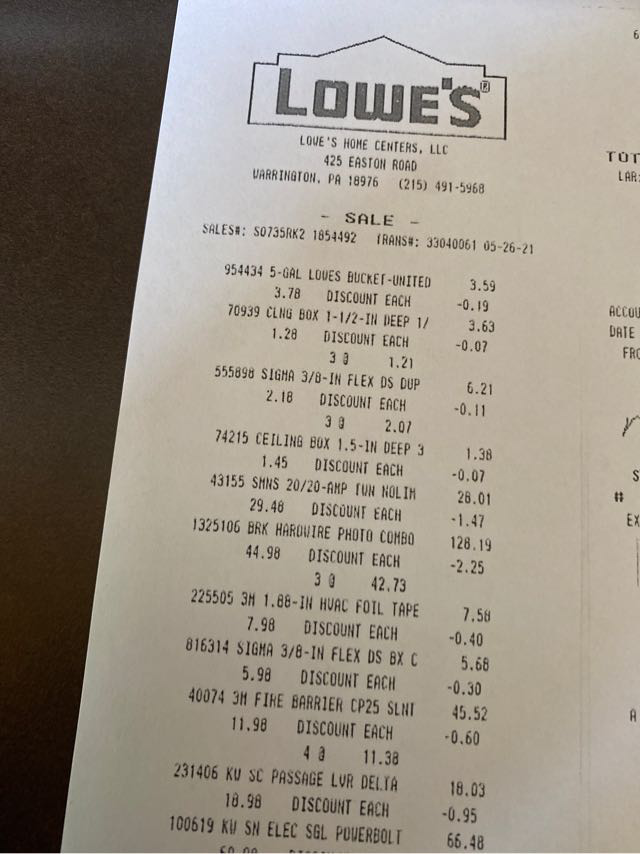 LOWE'S®
LOWE'S HOME CENTERS, LLC
425 EASTON ROAD
WARRINGTON, PA 18976 (215) 491-5968
- SALE -
SALES#: S0735RK2 1854492 TRANS#: 33040061 05-26-21
954434 5-GAL LOWES BUCKET-UNITED 3.59
3.78 DISCOUNT EACH -0.19
70939 CLNG BOX 1-1/2-IN DEEP 1/ 3.63
1.28 DISCOUNT EACH -0.07
3 @ 1.21
555898 SIGMA 3/8-IN FLEX DS DUP 6.21
2.18 DISCOUNT EACH -0.11
3 @ 2.07
74215 CEILING BOX 1.5-IN DEEP 3 1.38
1.45 DISCOUNT EACH -0.07
43155 SMNS 20/20-AMP TWN NOLIM 28.01
29.48 DISCOUNT EACH -1.47
1325106 BRK HARDWIRE PHOTO COMBO 128.19
44.98 DISCOUNT EACH -2.25
3 @ 42.73
225505 3M 1.88-IN HVAC FOIL TAPE 7.58
7.98 DISCOUNT EACH -0.40
816314 SIGMA 3/8-IN FLEX DS BX C 5.68
5.98 DISCOUNT EACH -0.30
40074 3M FIRE BARRIER CP25 SLNT 45.52
11.98 DISCOUNT EACH -0.60
4 @ 11.38
231406 KW SC PASSAGE LVR DELTA 18.03
18.98 DISCOUNT EACH -0.95
100619 KW SN ELEC SGL POWERBOLT 66.48
6
TOT
LAR
ACCOU
DATE
FRO
S
#
EX
A